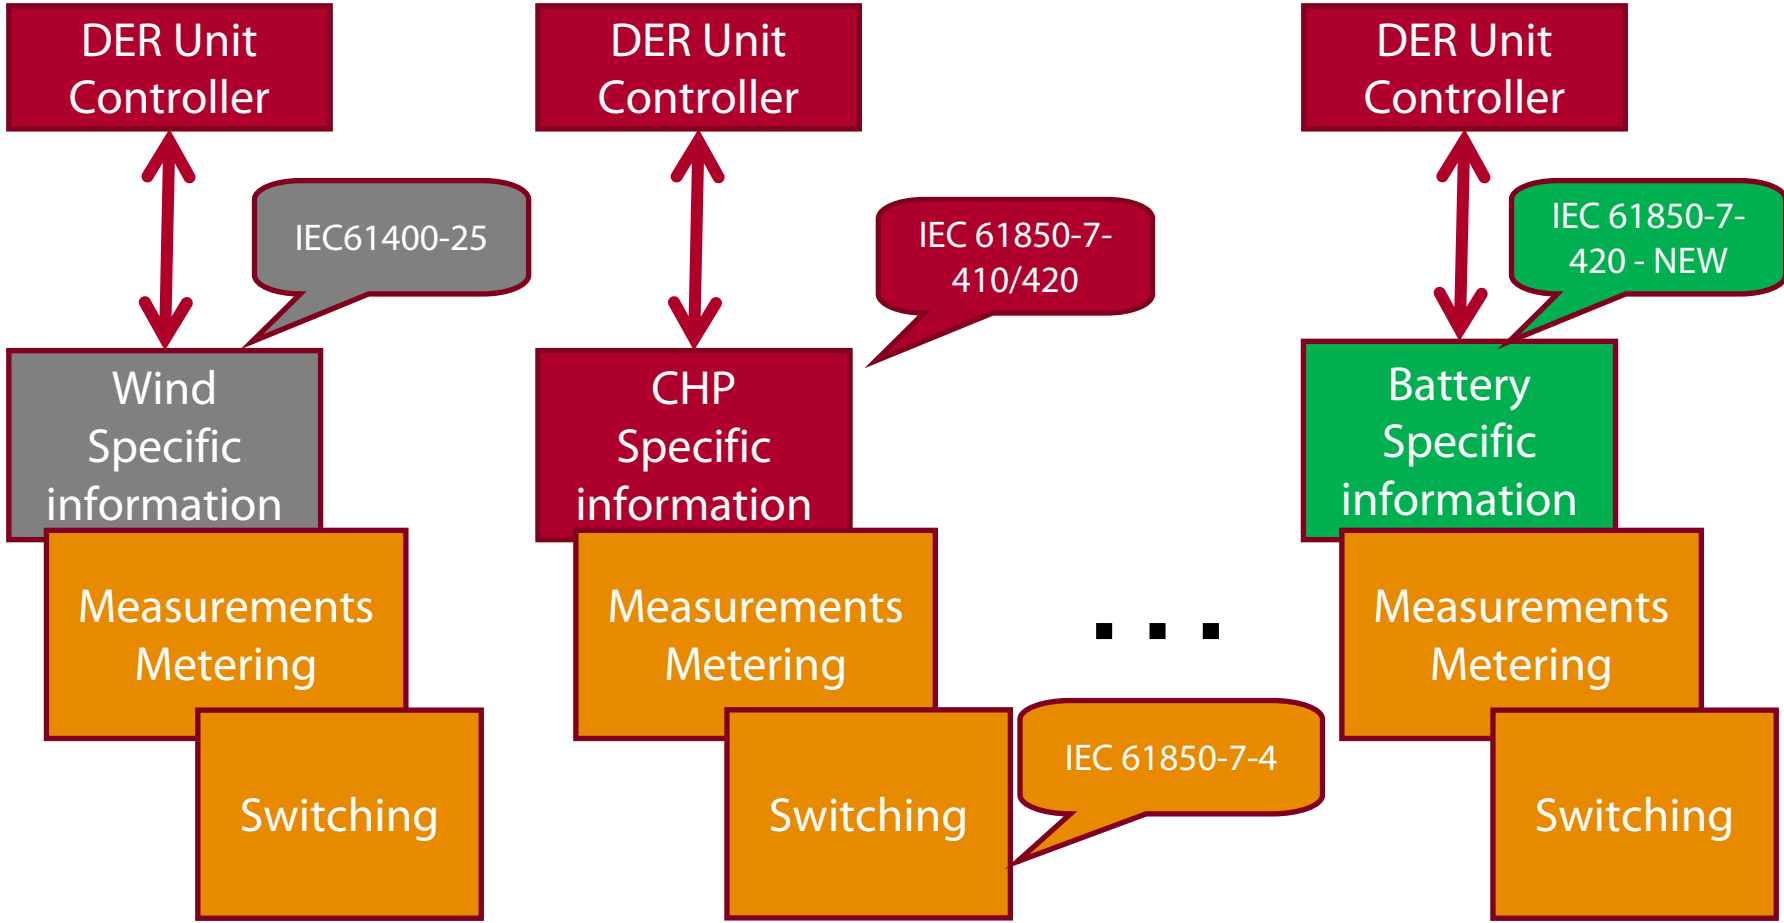 DER Unit
Controller
DER Unit
Controller
DER Unit
Controller
IEC61400-25
IEC 61850-7-
410/420
IEC 61850-7-
420 - NEW
Wind
Specific
information
CHP
Specific
information
Battery
Specific
information
Measurements
Metering
Measurements
Metering
. . .
Measurements
Metering
Switching
Switching
IEC 61850-7-4
Switching